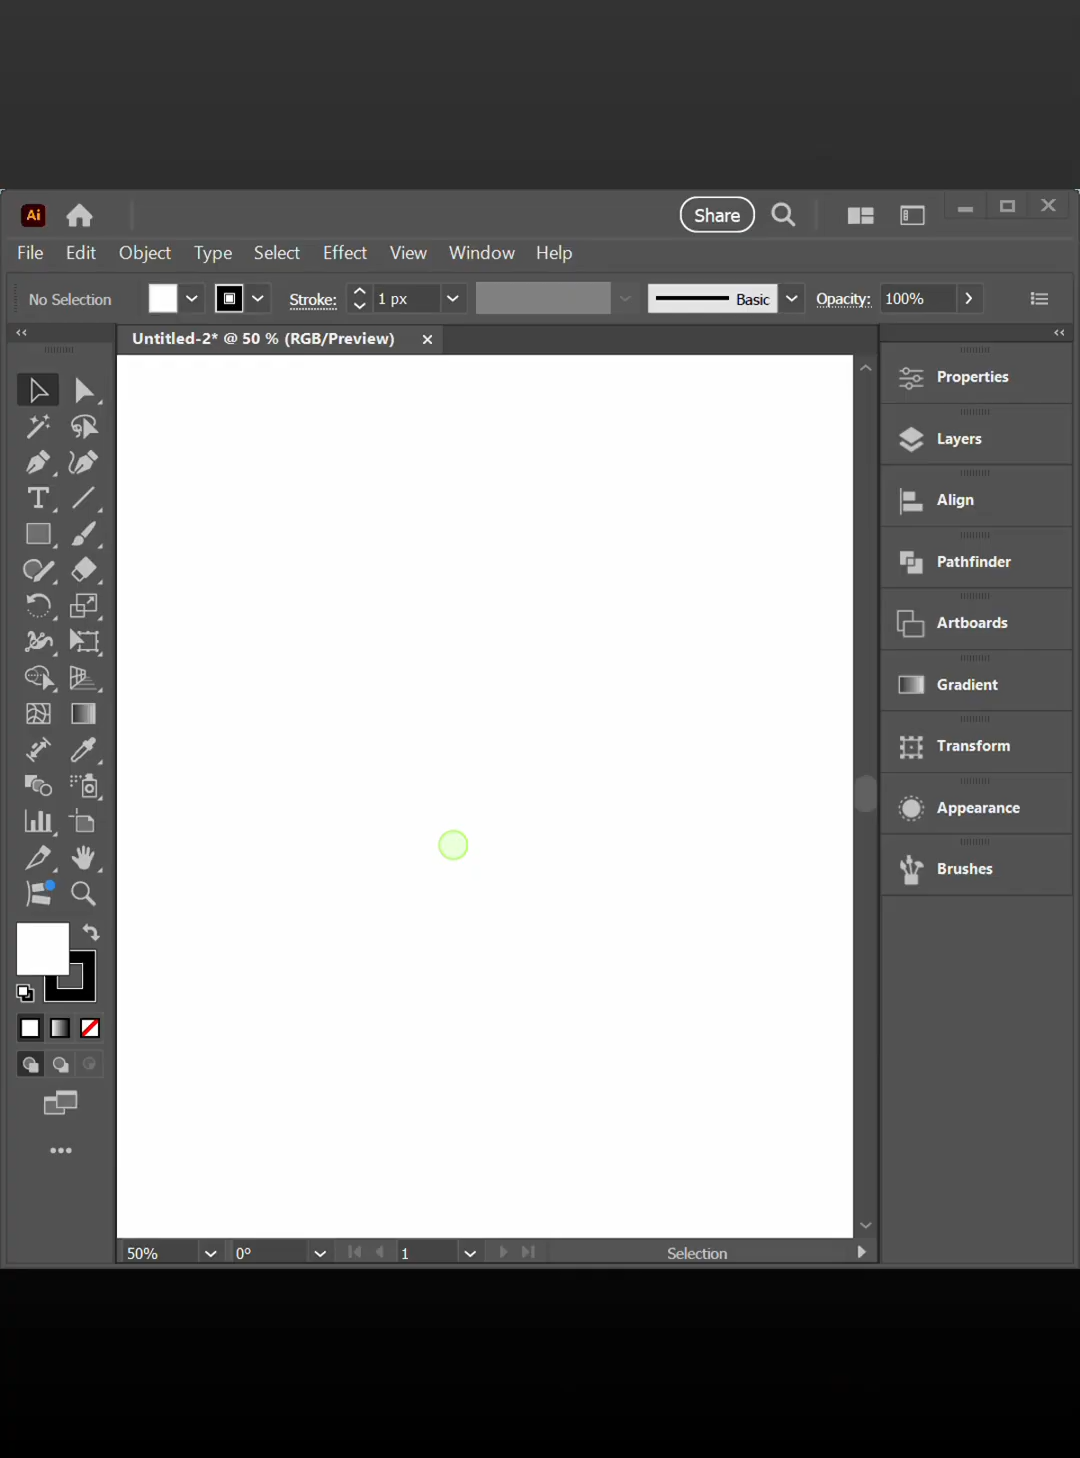 Ai
Share
File Edit Object Type Select Effect View Window Help
No Selection Stroke: 1 px Basic Opacity: 100%
Untitled-2* @ 50 % (RGB/Preview)
Properties
Layers
Align
Pathfinder
Artboards
Gradient
Transform
Appearance
Brushes
50% 0° 1 Selection